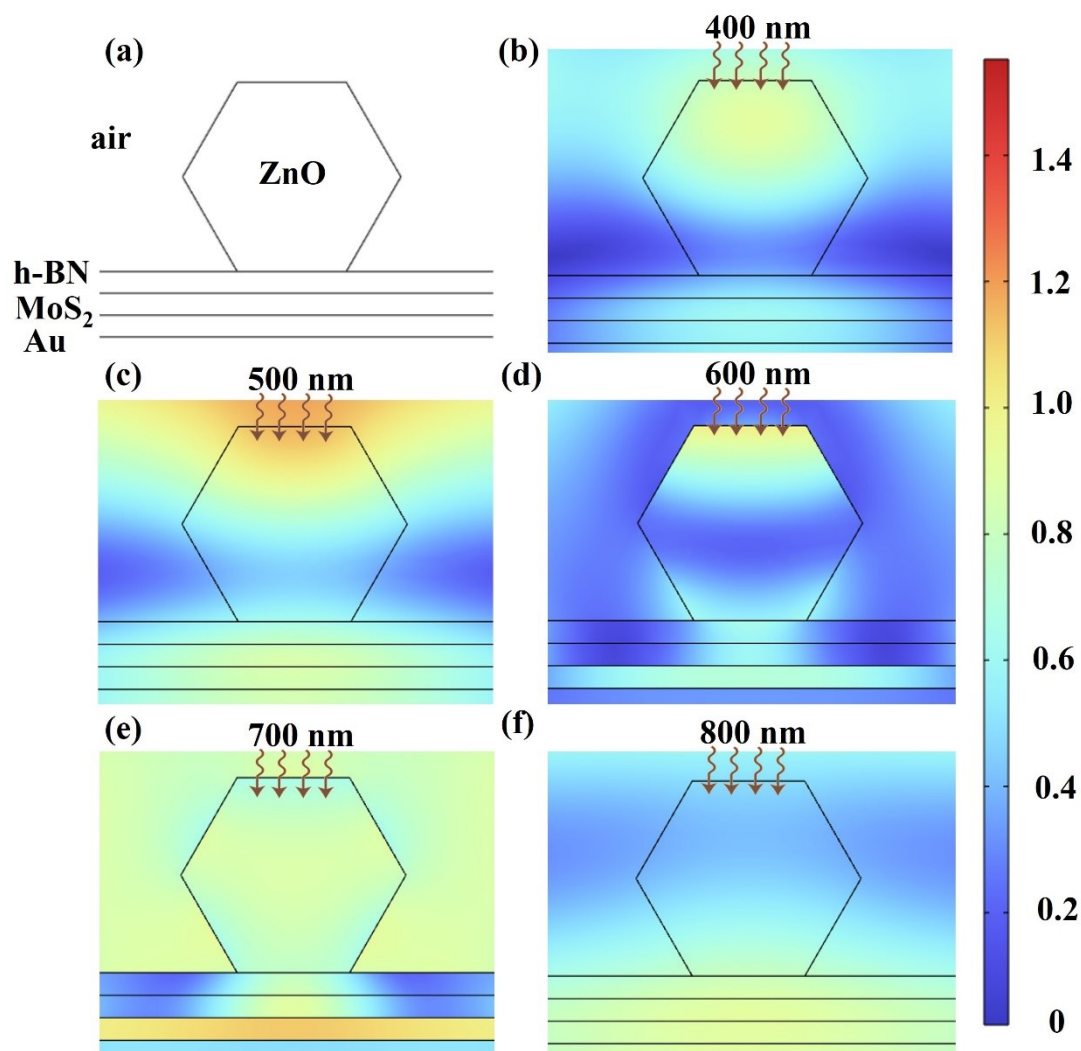 (a)
air
ZnO
h-BN
MoS₂
Au
(b)
400 nm
(c)
500 nm
(d)
600 nm
(e)
700 nm
(f)
800 nm
1.4
1.2
1.0
0.8
0.6
0.4
0.2
0